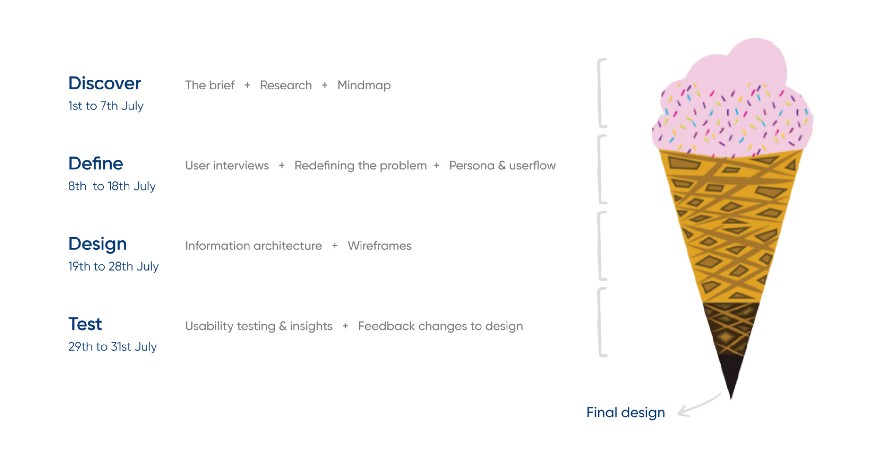 Discover
The brief + Research + Mindmap
1st to 7th July
Define
User interviews + Redefining the problem + Persona & userflow
8th to 18th July
Design
Information architecture + Wireframes
19th to 28th July
Test
Usability testing & insights + Feedback changes to design
29th to 31st July
Final design